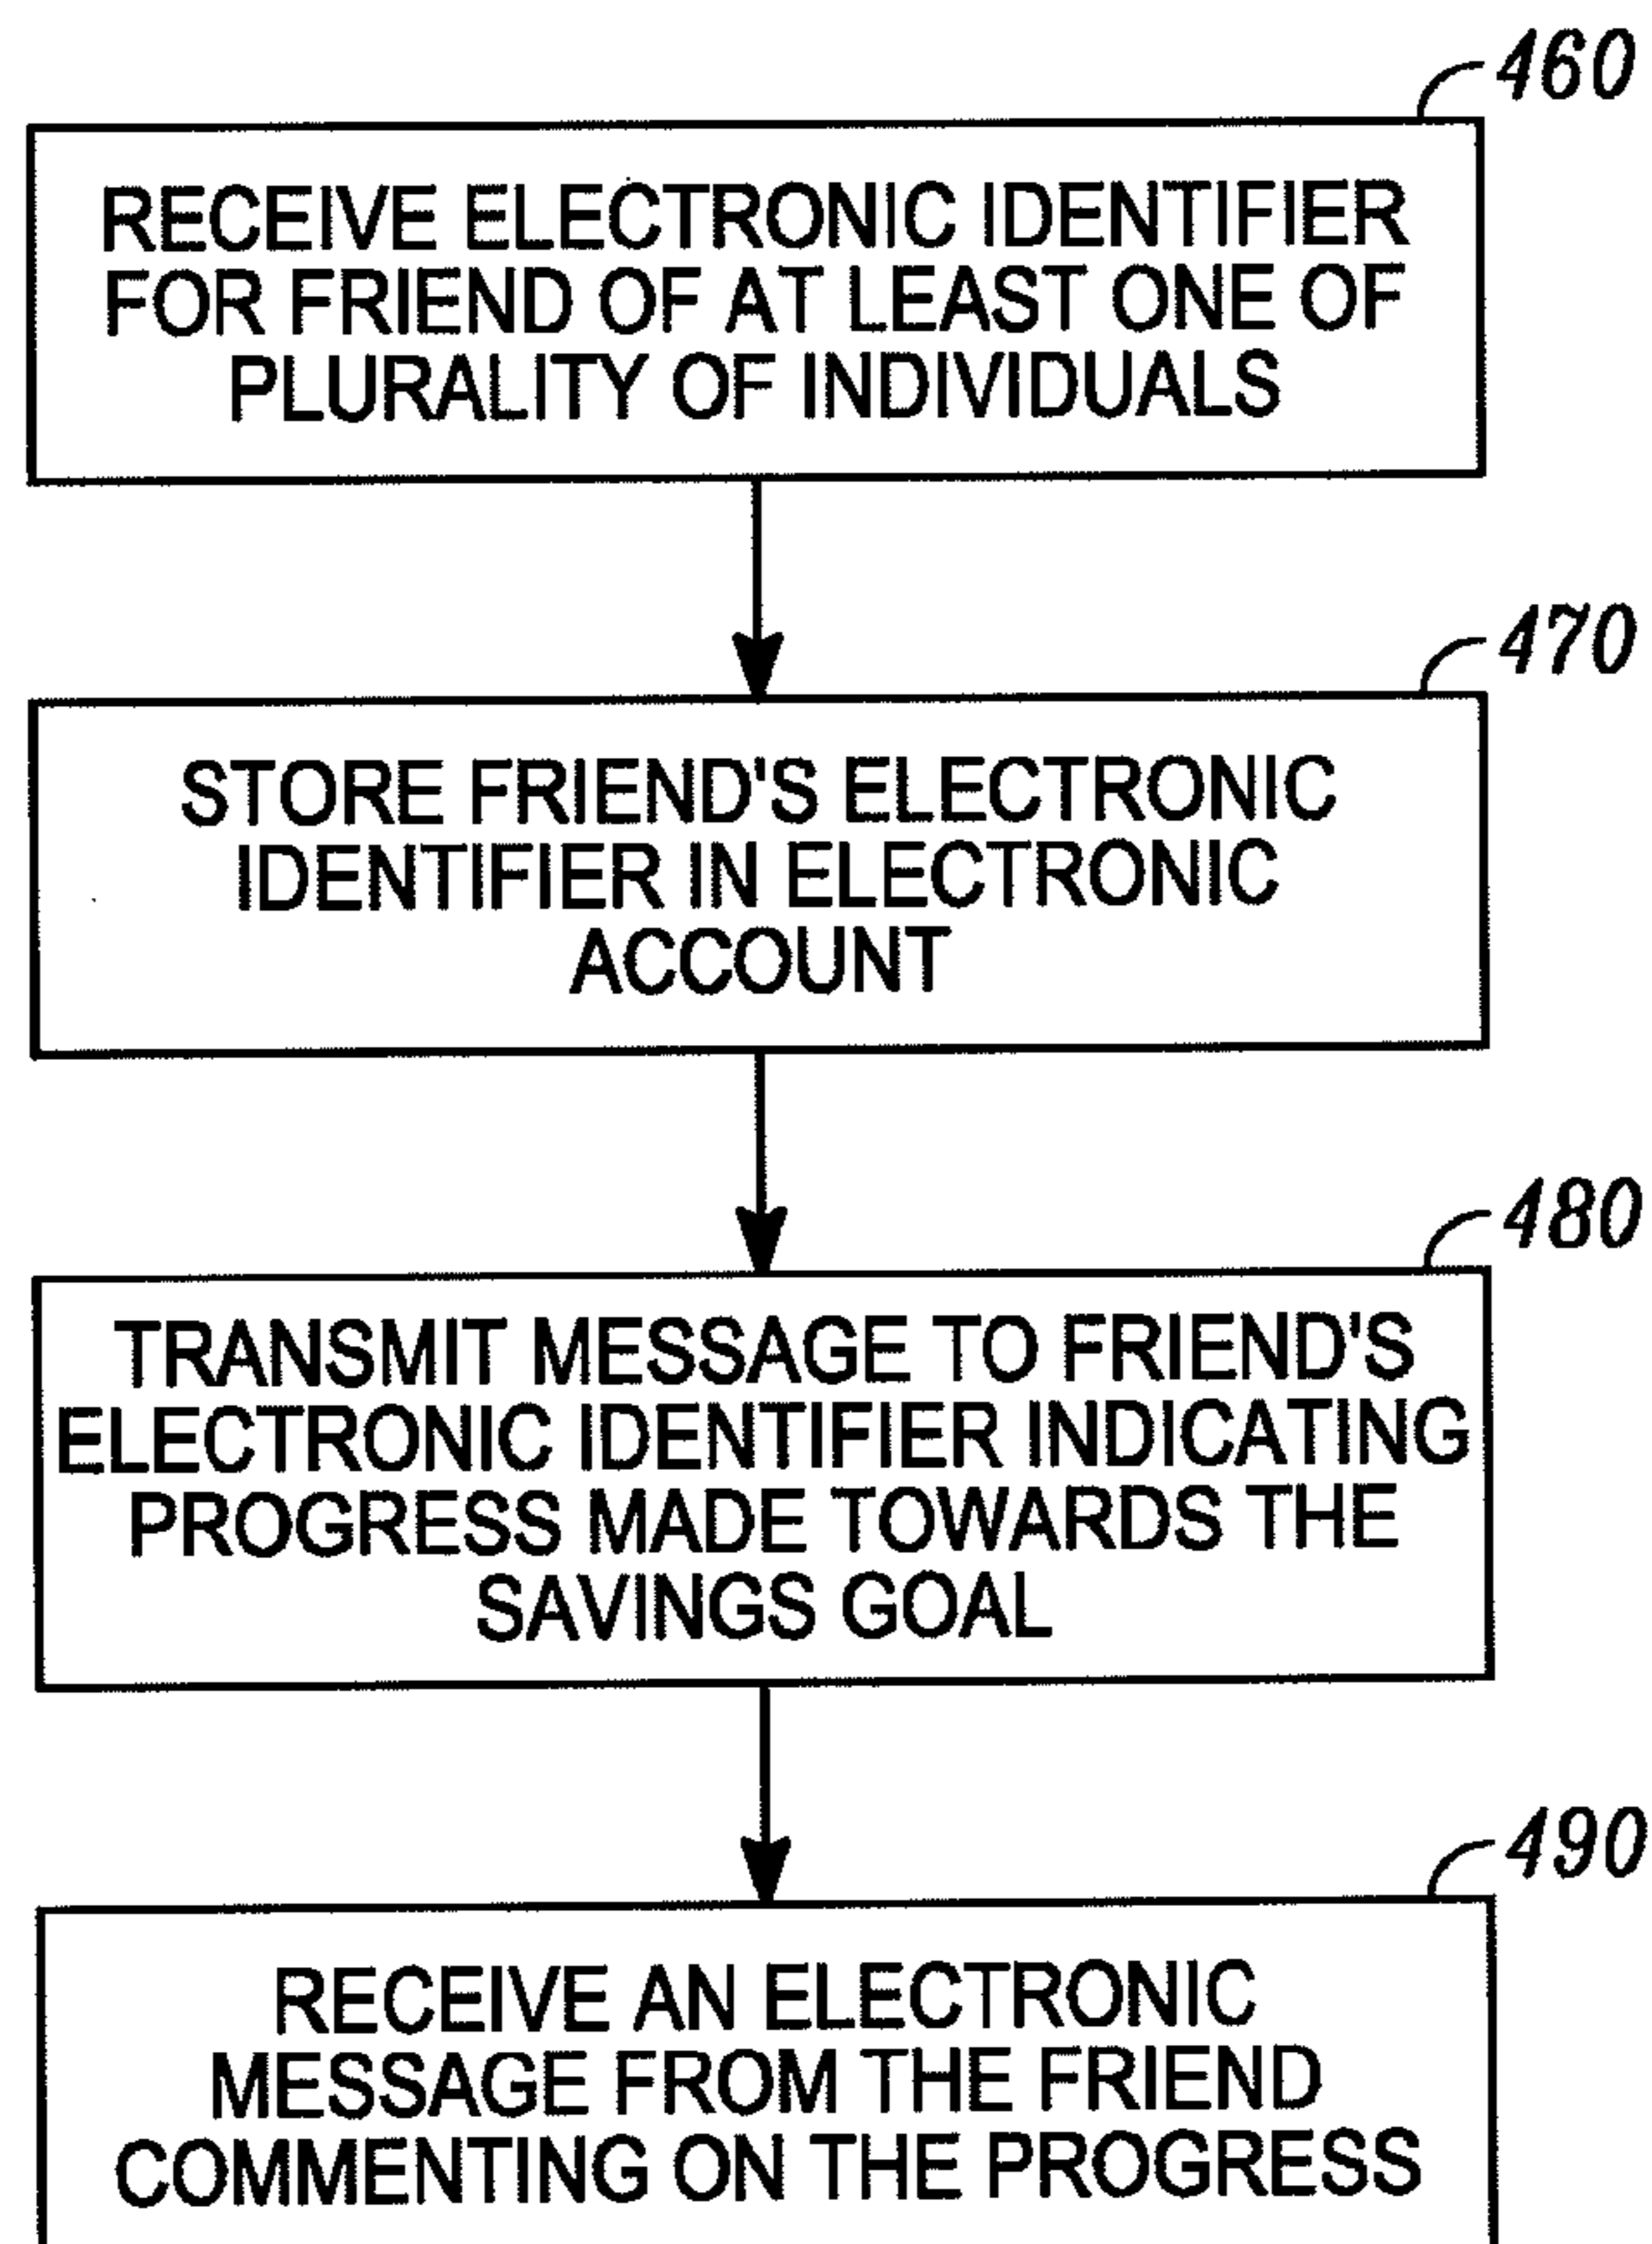 460
RECEIVE ELECTRONIC IDENTIFIER
FOR FRIEND OF AT LEAST ONE OF
PLURALITY OF INDIVIDUALS
470
STORE FRIEND'S ELECTRONIC
IDENTIFIER IN ELECTRONIC
ACCOUNT
480
TRANSMIT MESSAGE TO FRIEND'S
ELECTRONIC IDENTIFIER INDICATING
PROGRESS MADE TOWARDS THE
SAVINGS GOAL
490
RECEIVE AN ELECTRONIC
MESSAGE FROM THE FRIEND
COMMENTING ON THE PROGRESS